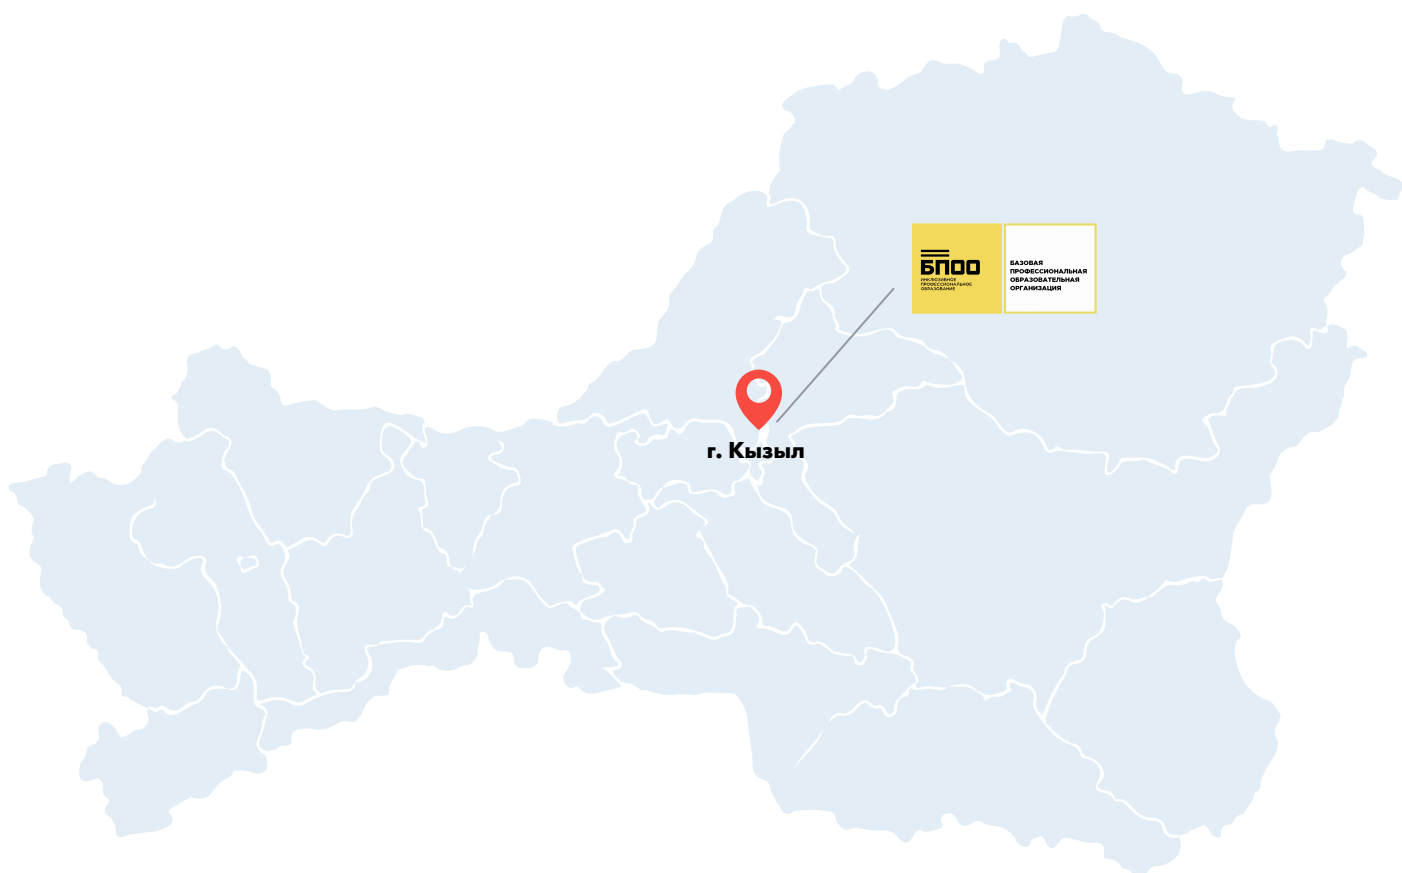 БПОО
ИНКЛЮЗИВНОЕ
ПРОФЕССИОНАЛЬНОЕ
ОБРАЗОВАНИЕ
БАЗОВАЯ
ПРОФЕССИОНАЛЬНАЯ
ОБРАЗОВАТЕЛЬНАЯ
ОРГАНИЗАЦИЯ
г. Кызыл